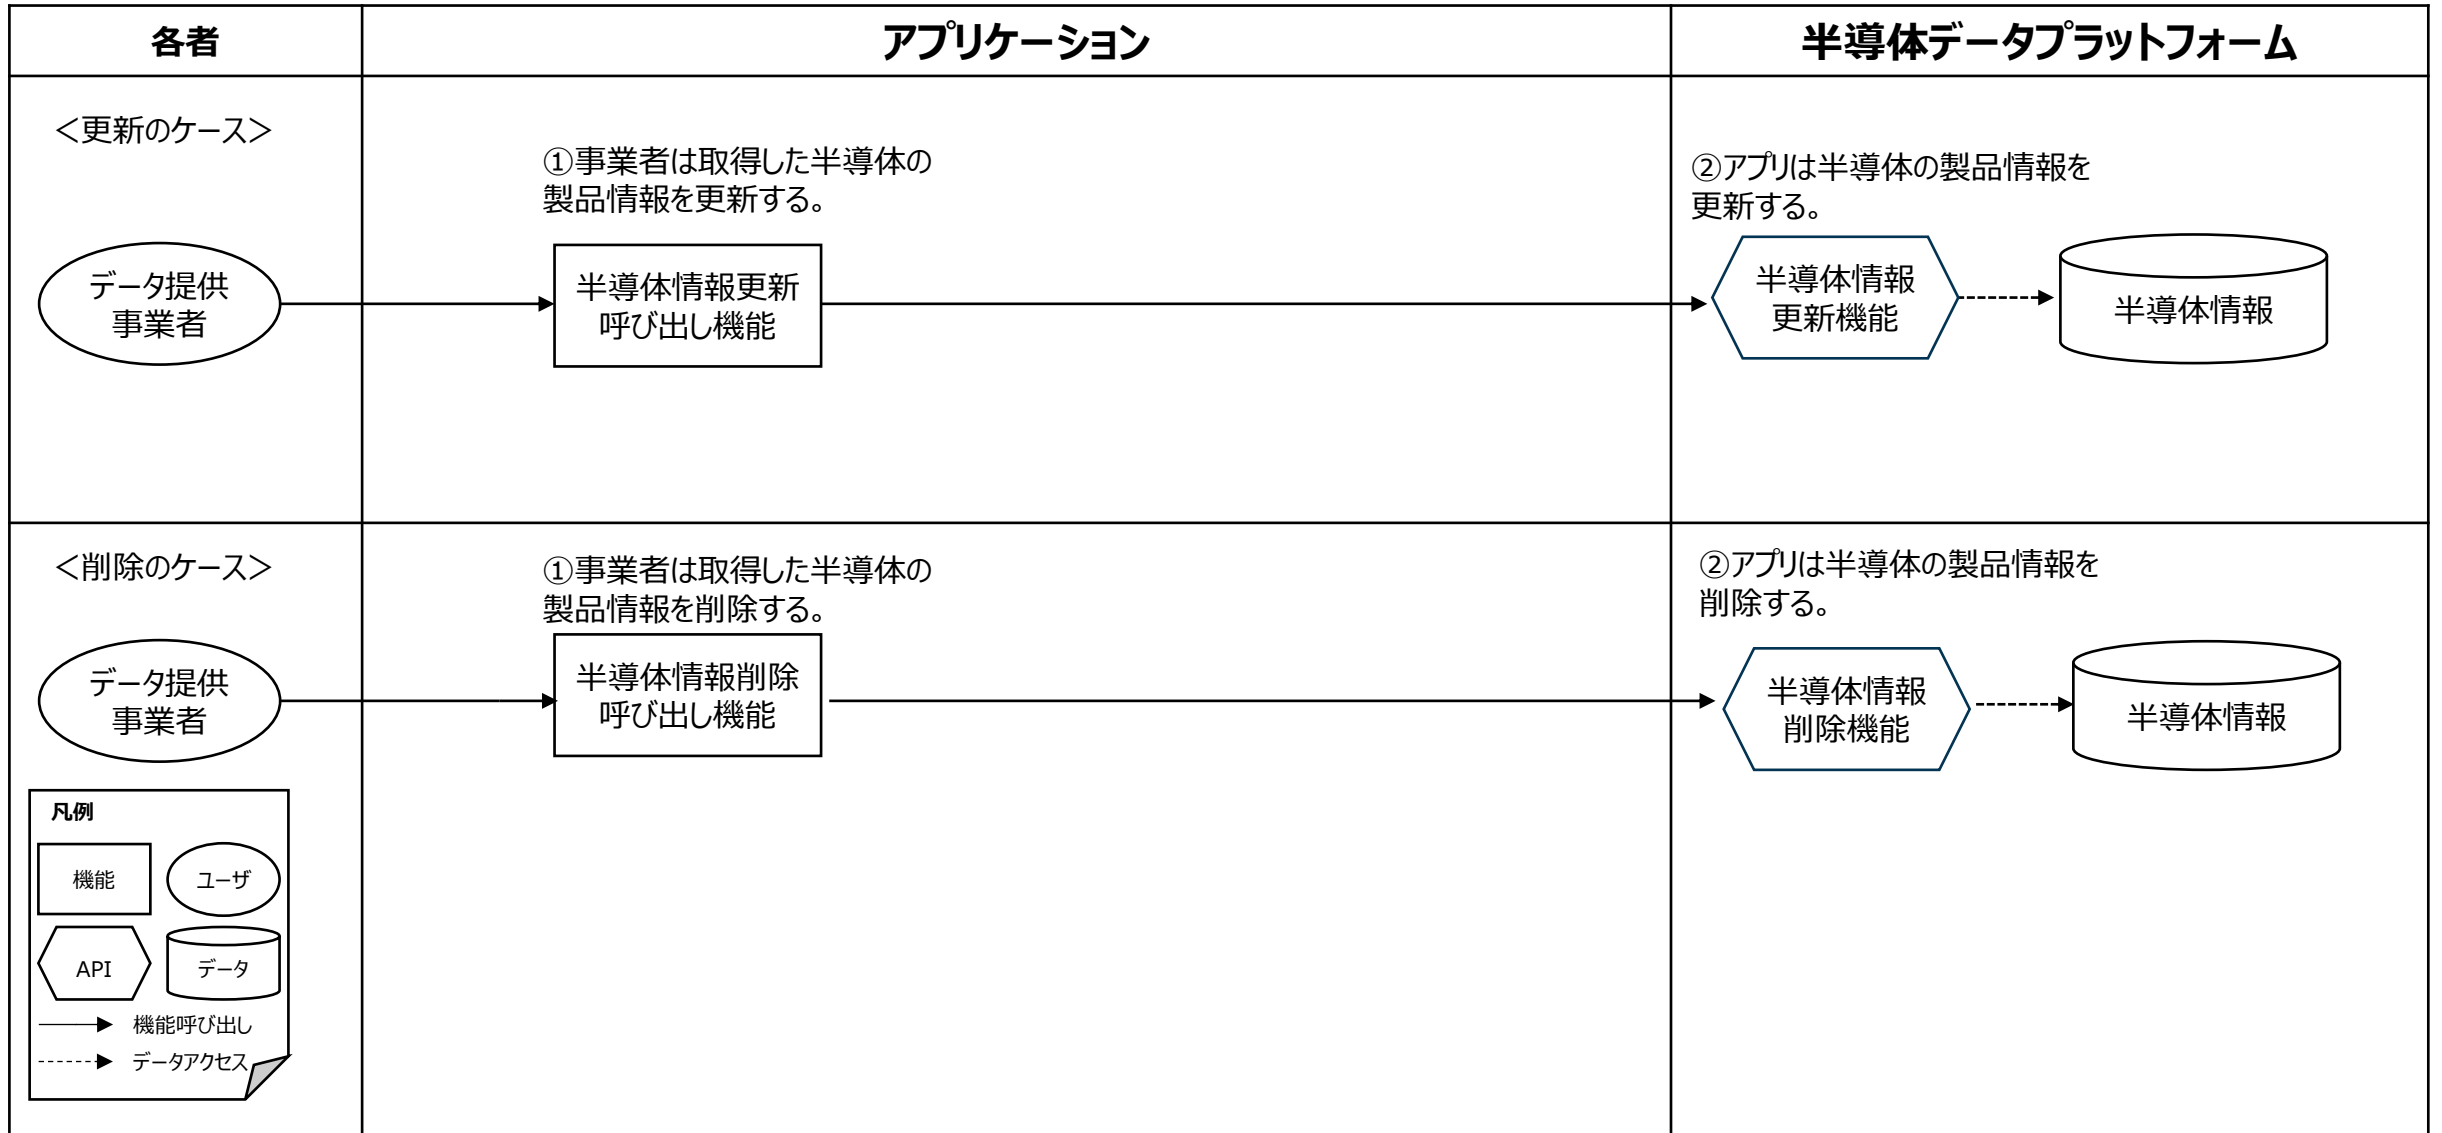 各者
アプリケーション
半導体データプラットフォーム
＜更新のケース＞
①事業者は取得した半導体の
製品情報を更新する。
②アプリは半導体の製品情報を
更新する。
データ提供
事業者
半導体情報更新
呼び出し機能
半導体情報
更新機能
半導体情報
＜削除のケース＞
①事業者は取得した半導体の
製品情報を削除する。
②アプリは半導体の製品情報を
削除する。
データ提供
事業者
半導体情報削除
呼び出し機能
半導体情報
削除機能
半導体情報
凡例
機能
ユーザ
API
データ
機能呼び出し
データアクセス